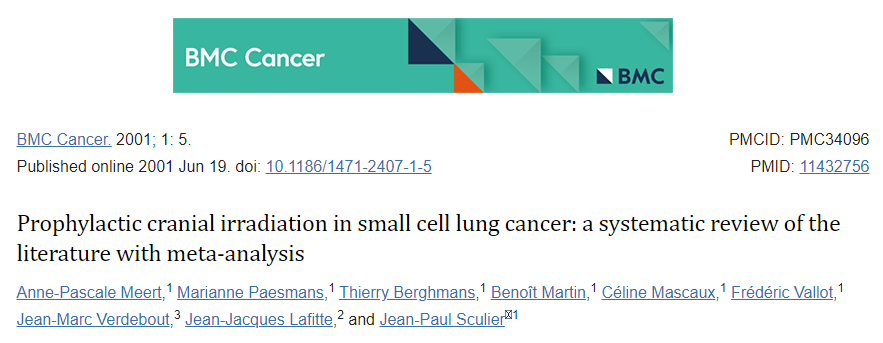 BMC Cancer
BMC
BMC Cancer. 2001; 1: 5.
PMCID: PMC34096
Published online 2001 Jun 19. doi: 10.1186/1471-2407-1-5
PMID: 11432756
Prophylactic cranial irradiation in small cell lung cancer: a systematic review of the
literature with meta-analysis
Anne-Pascale Meert,1 Marianne Paesmans,1 Thierry Berghmans,1 Benoît Martin,1 Céline Mascaux,1 Frédéric Vallot,1
Jean-Marc Verdebout,3 Jean-Jacques Lafitte,2 and Jean-Paul Sculier1